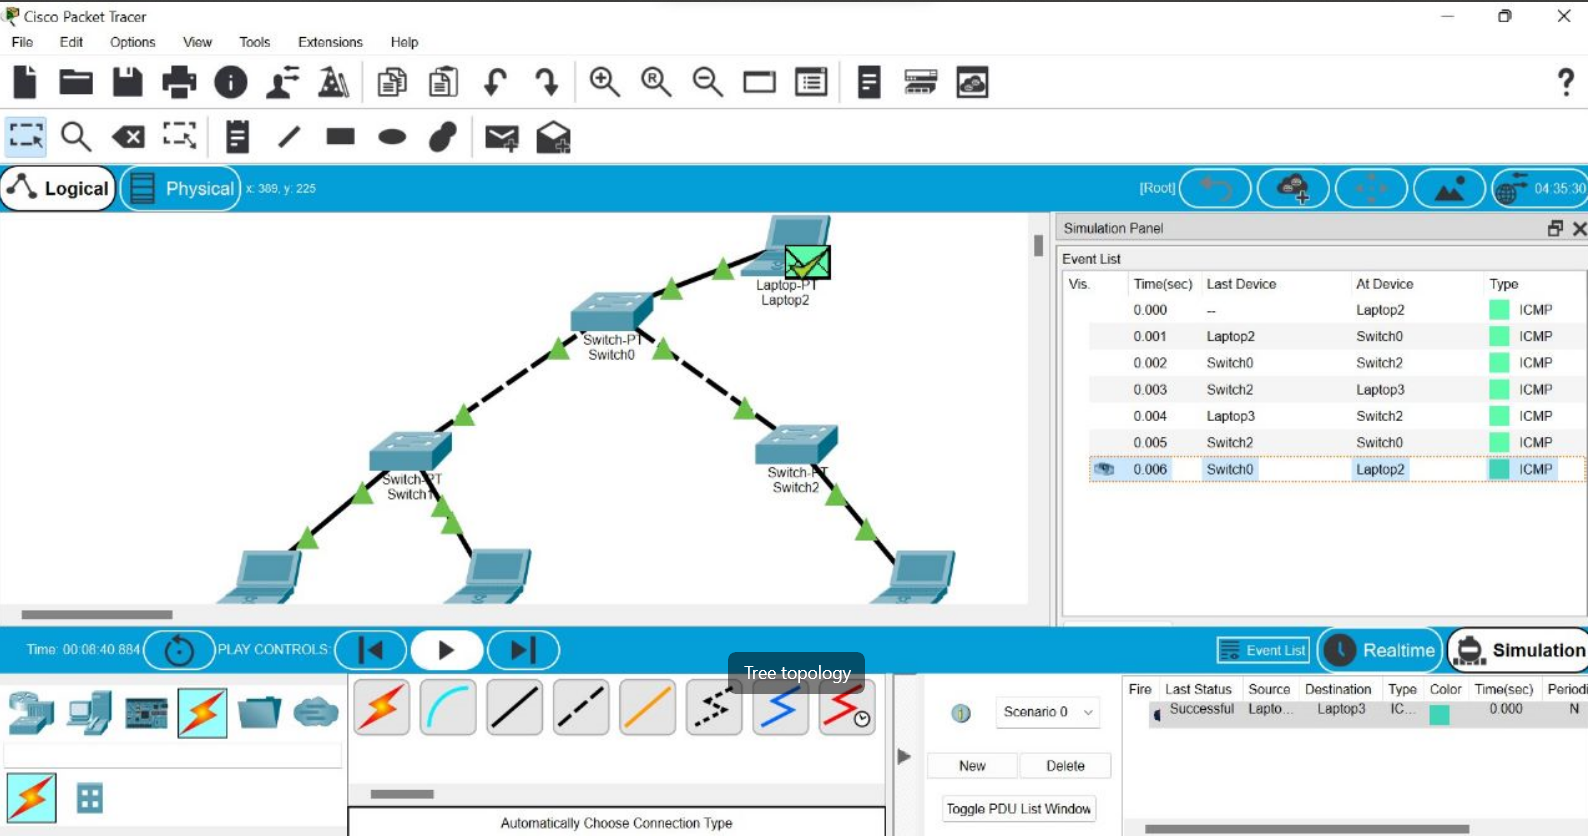 Cisco Packet Tracer
File Edit Options View Tools Extensions Help
R
?
Logical Physical x: 389, y: 225 [Root] 04:35:30
Simulation Panel
Event List
Vis. Time(sec) Last Device At Device Type
0.000 -- Laptop2 ICMP
0.001 Laptop2 Switch0 ICMP
0.002 Switch0 Switch2 ICMP
0.003 Switch2 Laptop3 ICMP
0.004 Laptop3 Switch2 ICMP
0.005 Switch2 Switch0 ICMP
0.006 Switch0 Laptop2 ICMP
Laptop-PT
Laptop2
Switch-PT
Switch0
Switch-PT
Switch1
Switch-PT
Switch2
Time: 00:08:40.884 PLAY CONTROLS: Event List Realtime Simulation
Tree topology
Scenario 0
New Delete
Toggle PDU List Window
Fire Last Status Source Destination Type Color Time(sec) Periodi
Successful Lapto... Laptop3 IC... 0.000 N
Automatically Choose Connection Type